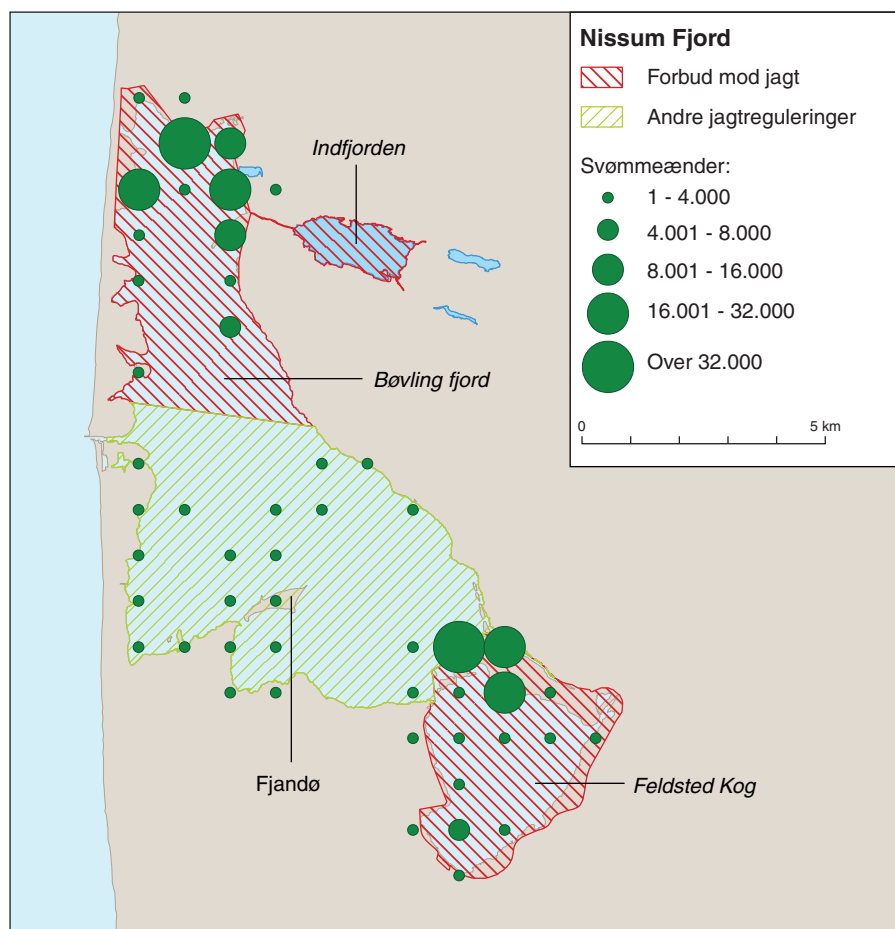 Nissum Fjord
Forbud mod jagt
Andre jagtreguleringer
Svømmeænder:
1 - 4.000
4.001 - 8.000
8.001 - 16.000
16.001 - 32.000
Over 32.000
0 5 km
Indfjorden
Bøvling fjord
Fjandø
Feldsted Kog